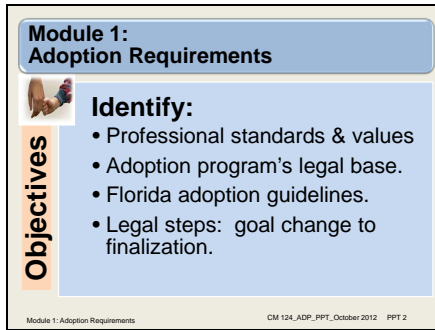 Module 1:
Adoption Requirements
Objectives
Identify:
• Professional standards & values
• Adoption program's legal base.
• Florida adoption guidelines.
• Legal steps:  goal change to
finalization.
Module 1: Adoption Requirements
CM 124_ADP_PPT_October 2012    PPT 2